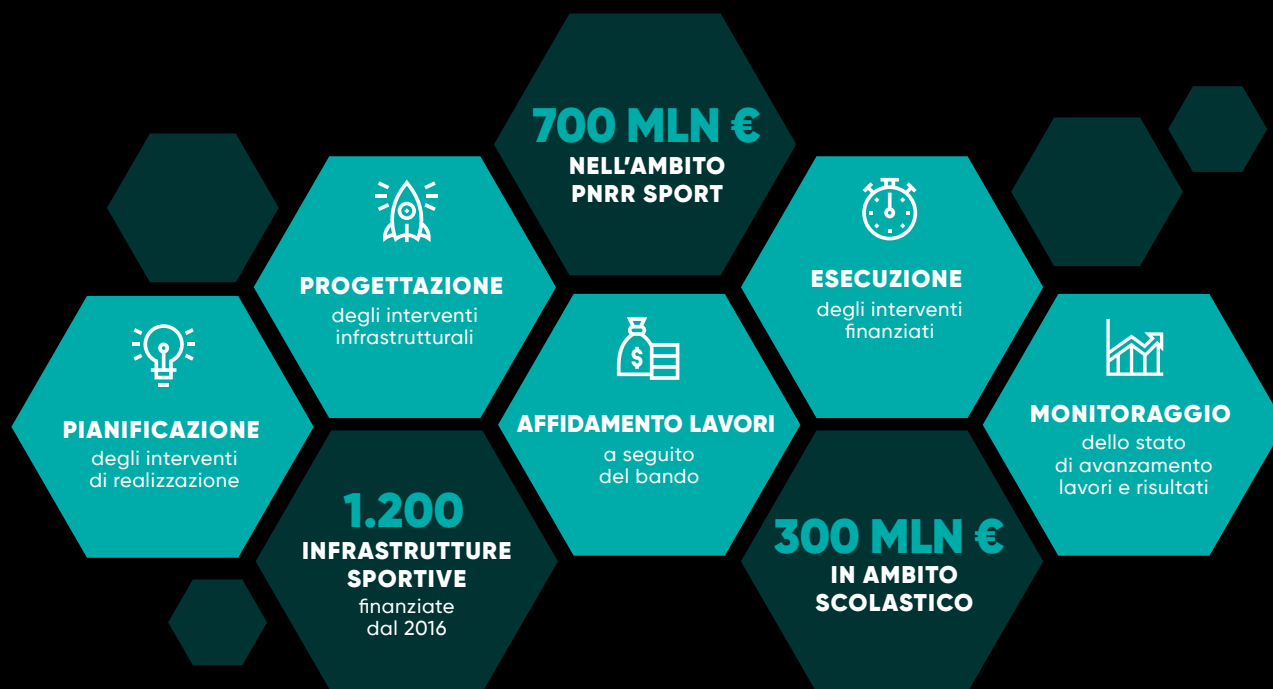 700 MLN €
NELL'AMBITO
PNRR SPORT
PROGETTAZIONE
degli interventi
infrastrutturali
ESECUZIONE
degli interventi
finanziati
PIANIFICAZIONE
degli interventi
di realizzazione
$
AFFIDAMENTO LAVORI
a seguito
del bando
MONITORAGGIO
dello stato
di avanzamento
lavori e risultati
1.200
INFRASTRUTTURE
SPORTIVE
finanziate
dal 2016
300 MLN €
IN AMBITO
SCOLASTICO